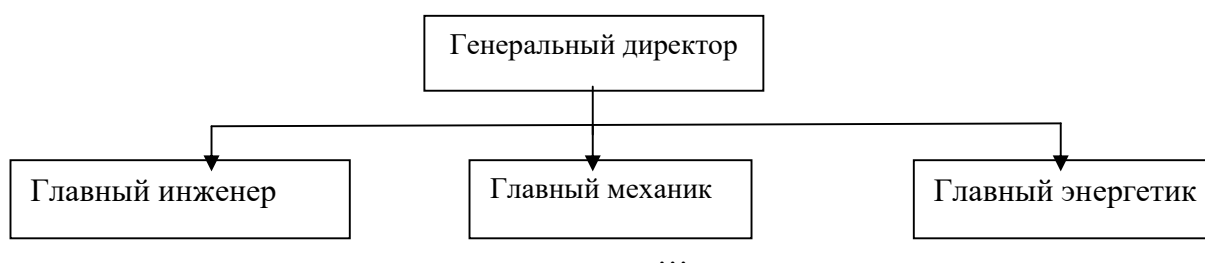 Генеральный директор
Главный инженер
Главный механик
Главный энергетик
...